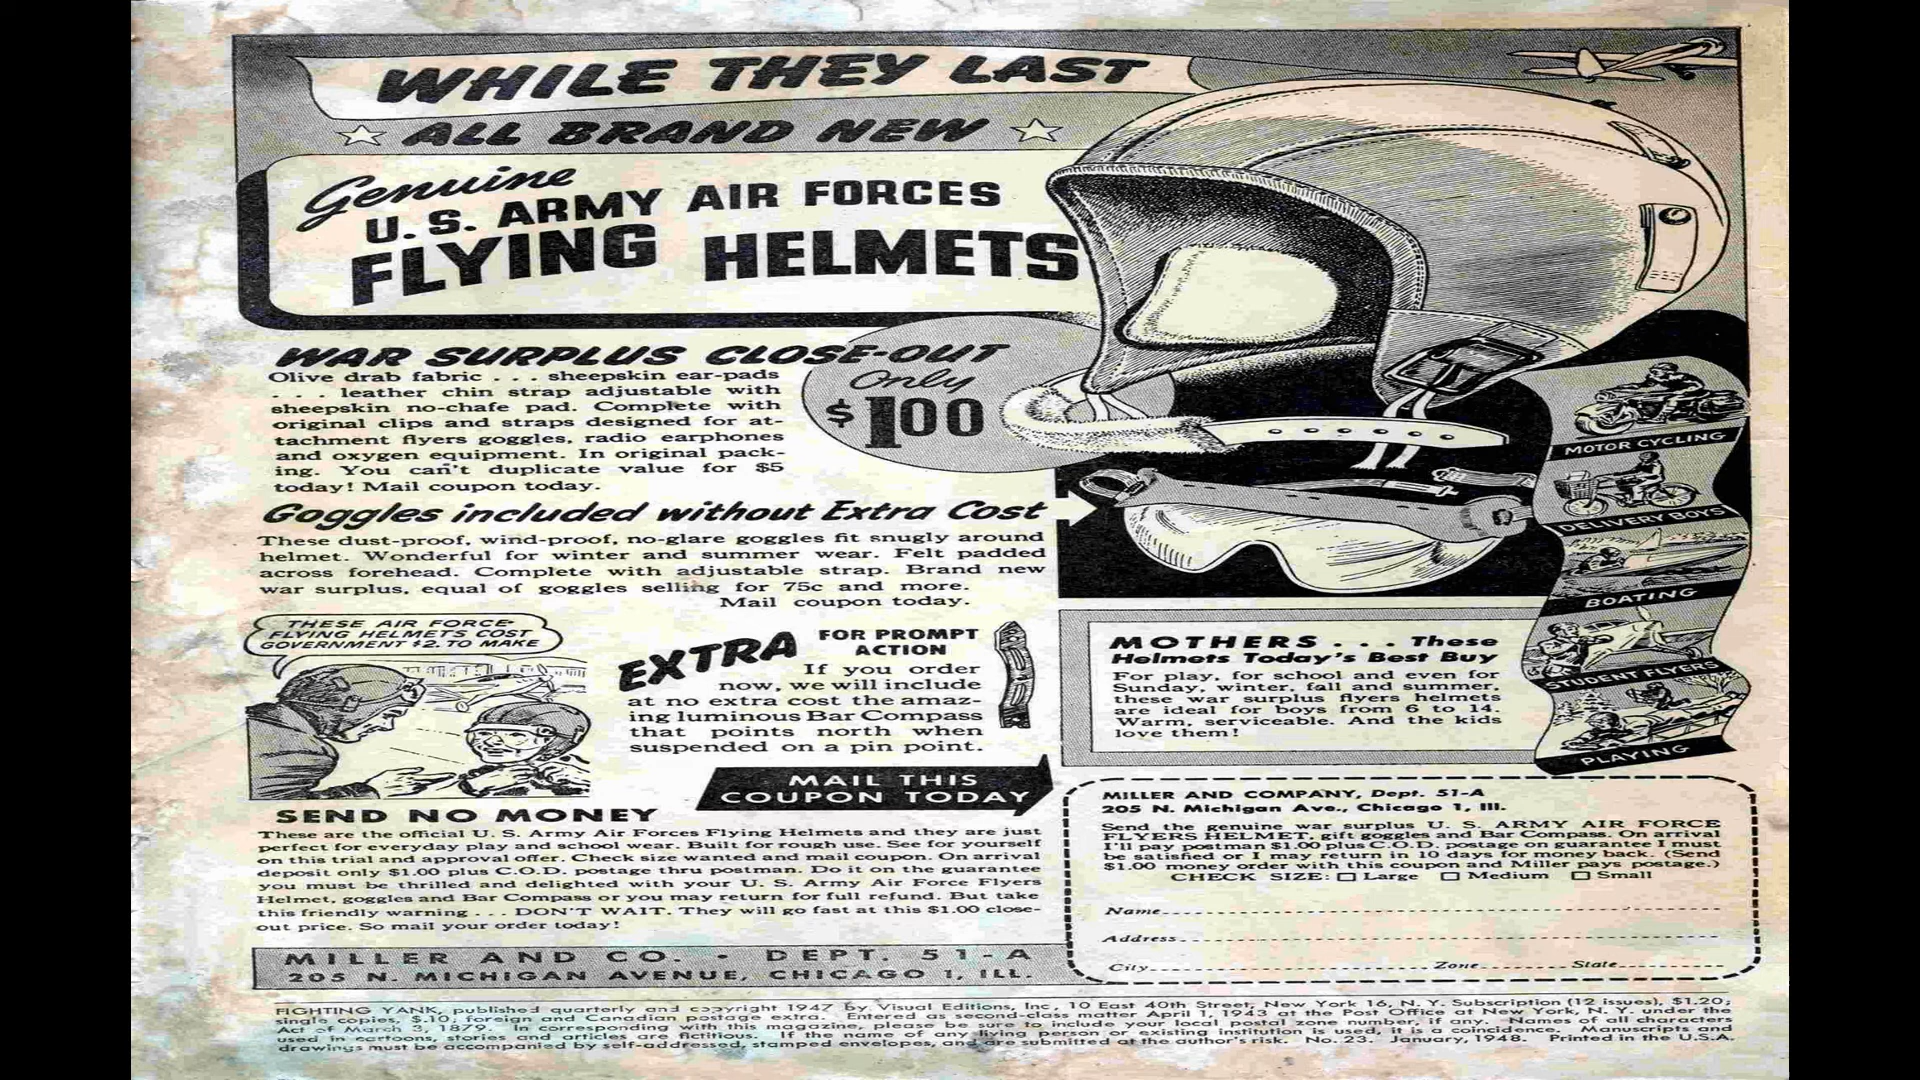 WHILE THEY LAST
ALL BRAND NEW
Genuine
U. S. ARMY AIR FORCES
FLYING HELMETS
WAR SURPLUS CLOSE-OUT
Olive drab fabric . . . sheepskin ear-pads
. . . leather chin strap adjustable with
sheepskin no-chafe pad. Complete with
original clips and straps designed for at-
tachment flyers goggles, radio earphones
and oxygen equipment. In original pack-
ing. You can't duplicate value for $5
today! Mail coupon today.
Only
$1.00
Goggles included without Extra Cost
These dust-proof, wind-proof, no-glare goggles fit snugly around
helmet. Wonderful for winter and summer wear. Felt padded
across forehead. Complete with adjustable strap. Brand new
war surplus, equal of goggles selling for 75c and more.
Mail coupon today.
MOTOR CYCLING
DELIVERY BOYS
BOATING
STUDENT FLYERS
PLAYING
THESE AIR FORCE
FLYING HELMETS COST
GOVERNMENT $2. TO MAKE
EXTRA FOR PROMPT
ACTION
If you order
now, we will include
at no extra cost the amaz-
ing luminous Bar Compass
that points north when
suspended on a pin point.
MOTHERS . . . These
Helmets Today's Best Buy
For play, for school and even for
Sunday, winter, fall and summer,
these war surplus flyers helmets
are ideal for boys from 6 to 14.
Warm, serviceable. And the kids
love them!
MAIL THIS
COUPON TODAY
SEND NO MONEY
These are the official U. S. Army Air Forces Flying Helmets and they are just
perfect for everyday play and school wear. Built for rough use. See for yourself
on this trial and approval offer. Check size wanted and mail coupon. On arrival
deposit only $1.00 plus C.O.D. postage thru postman. Do it on the guarantee
you must be thrilled and delighted with your U. S. Army Air Force Flyers
Helmet, goggles and Bar Compass or you may return for full refund. But take
this friendly warning . . . DON'T WAIT. They will go fast at this $1.00 close-
out price. So mail your order today!
MILLER AND CO. • DEPT. 51-A
205 N. MICHIGAN AVENUE, CHICAGO 1, ILL.
MILLER AND COMPANY, Dept. 51-A
205 N. Michigan Ave., Chicago 1, Ill.
Send the genuine war surplus U. S. ARMY AIR FORCE
FLYERS HELMET, gift goggles and Bar Compass. On arrival
I'll pay postman $1.00 plus C.O.D. postage on guarantee I must
be satisfied or I may return in 10 days for money back. (Send
$1.00 money order with this coupon and Miller pays postage.)
CHECK SIZE: □ Large □ Medium □ Small
Name
Address
City Zone State
FIGHTING YANK, published quarterly and copyright 1947 by Visual Editions, Inc., 10 East 40th Street, New York 16, N. Y. Subscription (12 issues), $1.20;
single copies, $.10; foreign and Canadian postage extra. Entered as second-class matter April 1, 1943 at the Post Office at New York, N. Y. under the
Act of March 3, 1879. In corresponding with this magazine, please be sure to include your local postal zone number, if any. Names of all characters
used in cartoons, stories and articles are fictitious. If the name of any living person or existing institution is used, it is a coincidence. Manuscripts and
drawings must be accompanied by self-addressed, stamped envelopes, and are submitted at the author's risk. No. 23. January, 1948. Printed in the U.S.A.